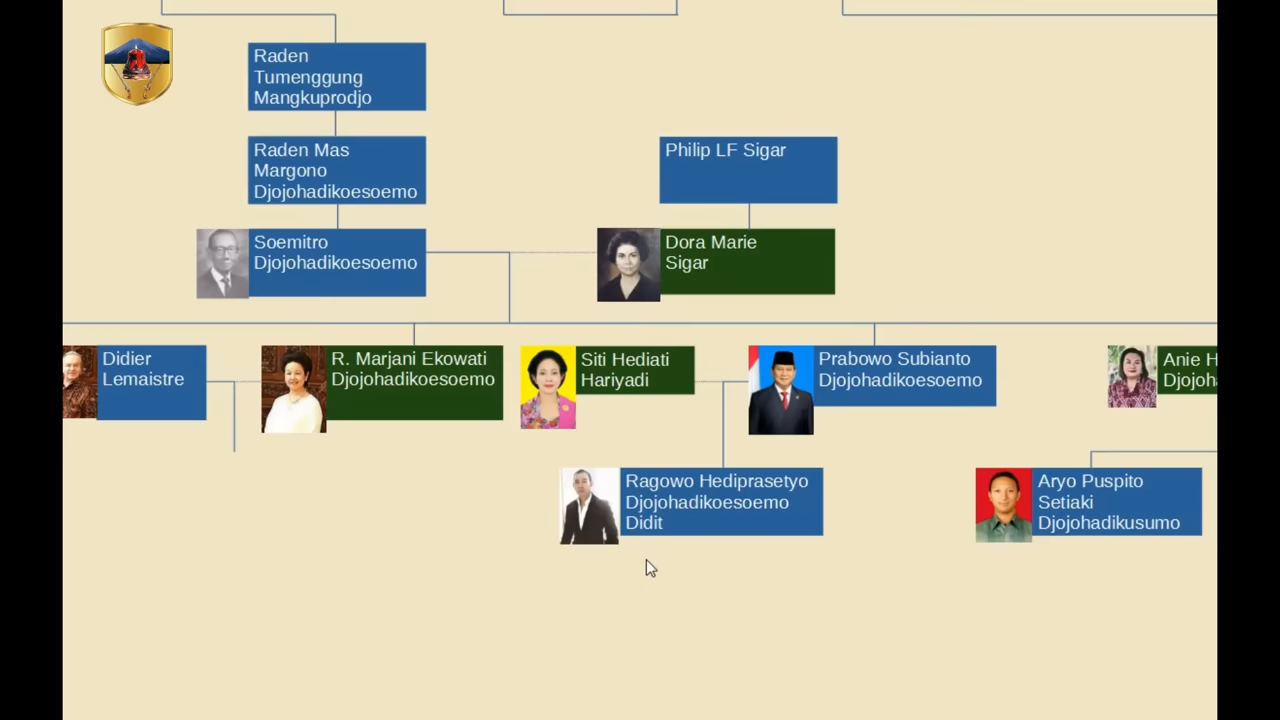 Raden
Tumenggung
Mangkuprodjo
Raden Mas
Margono
Djojohadikoesoemo
Philip LF Sigar
Soemitro
Djojohadikoesoemo
Dora Marie
Sigar
Didier
Lemaistre
R. Marjani Ekowati
Djojohadikoesoemo
Siti Hediati
Hariyadi
Prabowo Subianto
Djojohadikoesoemo
Anie H
Djojoh
Ragowo Hediprasetyo
Djojohadikoesoemo
Didit
Aryo Puspito
Setiaki
Djojohadikusumo